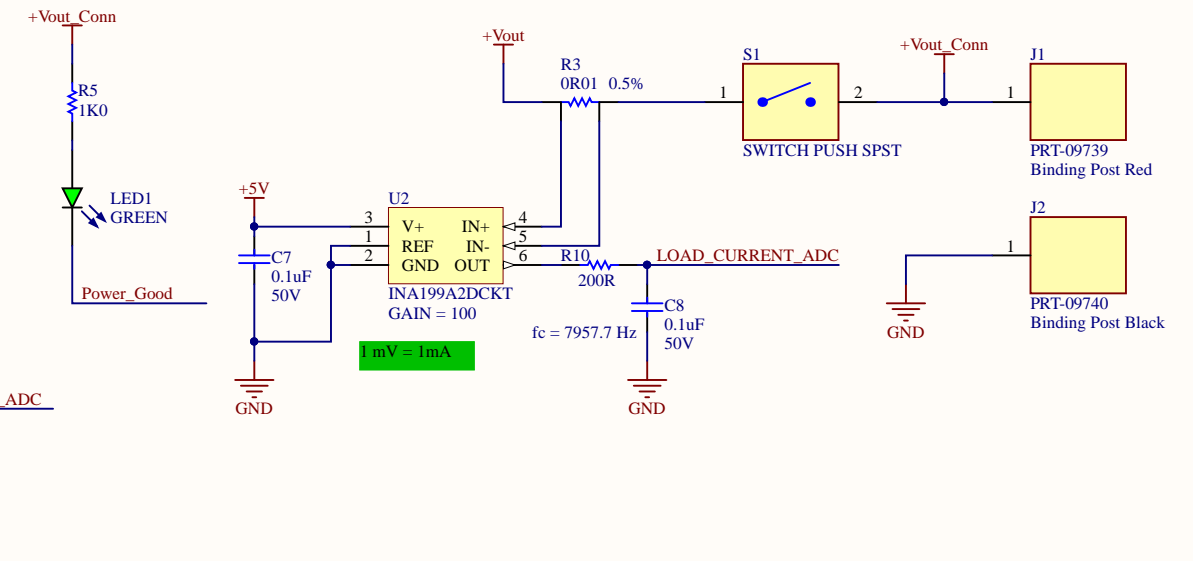 +Vout_Conn
R5
1K0
LED1
GREEN
Power_Good
_ADC
+5V
C7
0.1uF
50V
GND
U2
3
1
2
V+
REF
GND
IN+
IN-
OUT
4
5
6
INA199A2DCKT
GAIN = 100
1 mV = 1mA
+Vout
R3
0R01 0.5%
R10
200R
LOAD_CURRENT_ADC
fc = 7957.7 Hz
C8
0.1uF
50V
GND
S1
1
2
SWITCH PUSH SPST
+Vout_Conn
J1
1
PRT-09739
Binding Post Red
J2
1
PRT-09740
Binding Post Black
GND